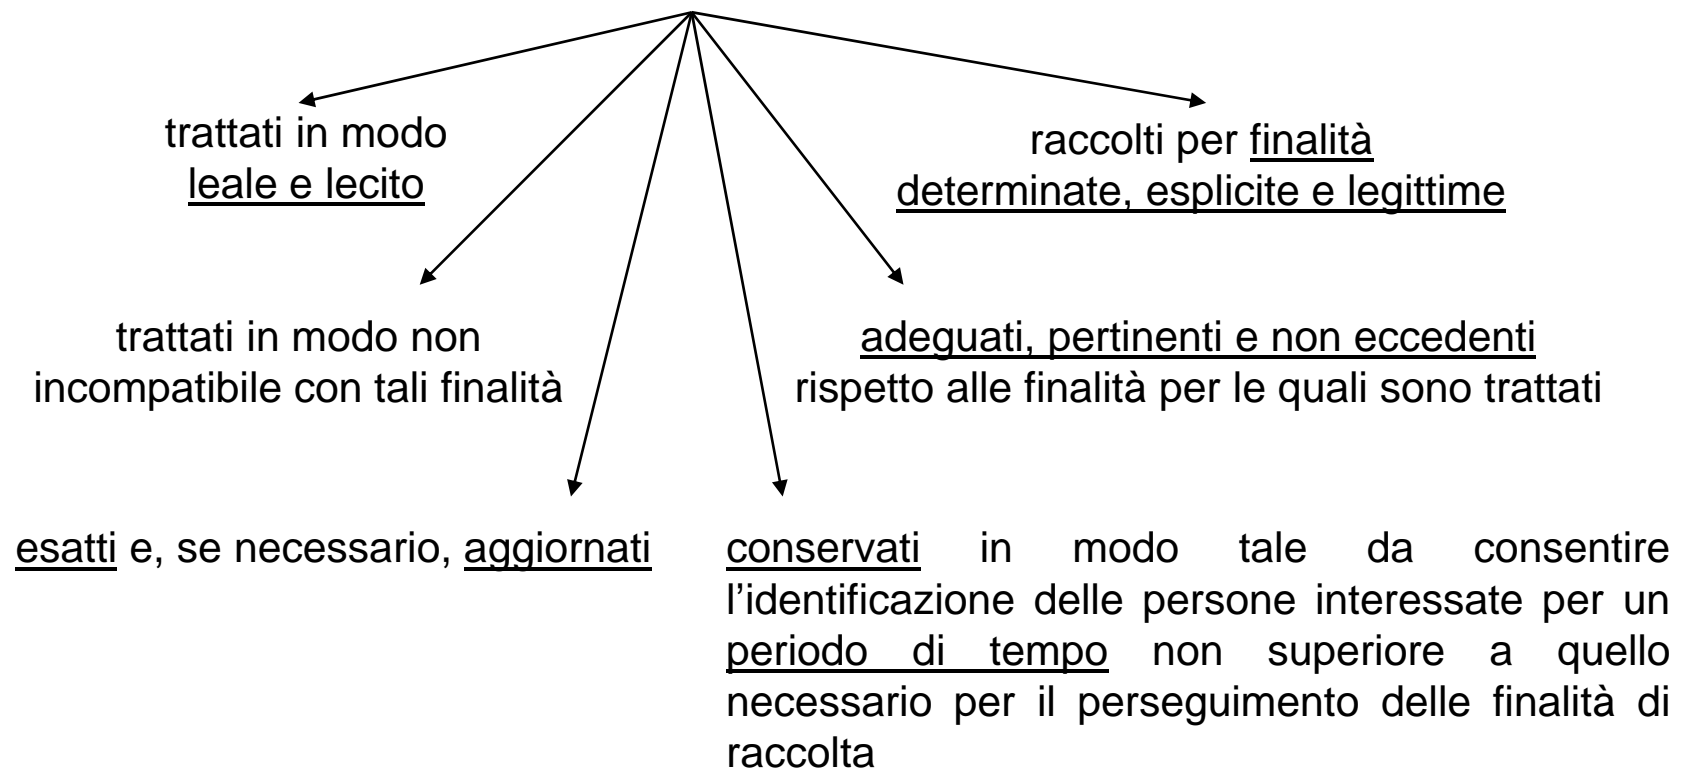 trattati in modo
leale e lecito
raccolti per finalità
determinate, esplicite e legittime
trattati in modo non
incompatibile con tali finalità
adeguati, pertinenti e non eccedenti
rispetto alle finalità per le quali sono trattati
esatti e, se necessario, aggiornati
conservati in modo tale da consentire
l’identificazione delle persone interessate per un
periodo di tempo non superiore a quello
necessario per il perseguimento delle finalità di
raccolta